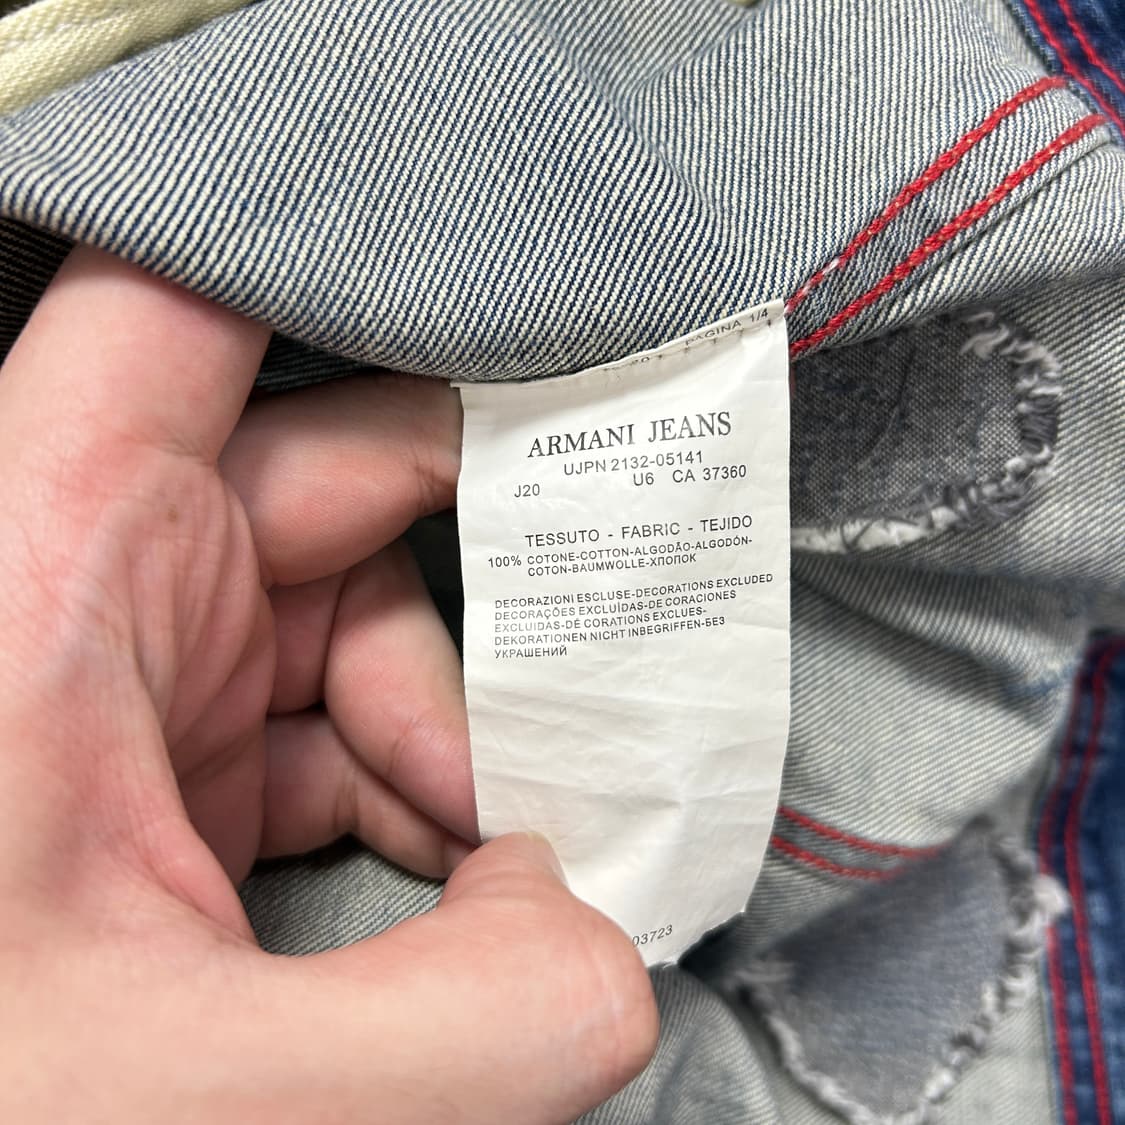 PAGINA 1/4
ARMANI JEANS
UJPN 2132-05141
J20 U6 CA 37360
TESSUTO - FABRIC - TEJIDO
100% COTONE-COTTON-ALGODÃO-ALGODÓN-
COTON-BAUMWOLLE-ХЛОПОК
DECORAZIONI ESCLUSE-DECORATIONS EXCLUDED
DECORAÇÕES EXCLUÍDAS-DE CORACIONES
EXCLUIDAS-DÉ CORATIONS EXCLUES-
DEKORATIONEN NICHT INBEGRIFFEN-БЕЗ
УКРАШЕНИЙ
03723